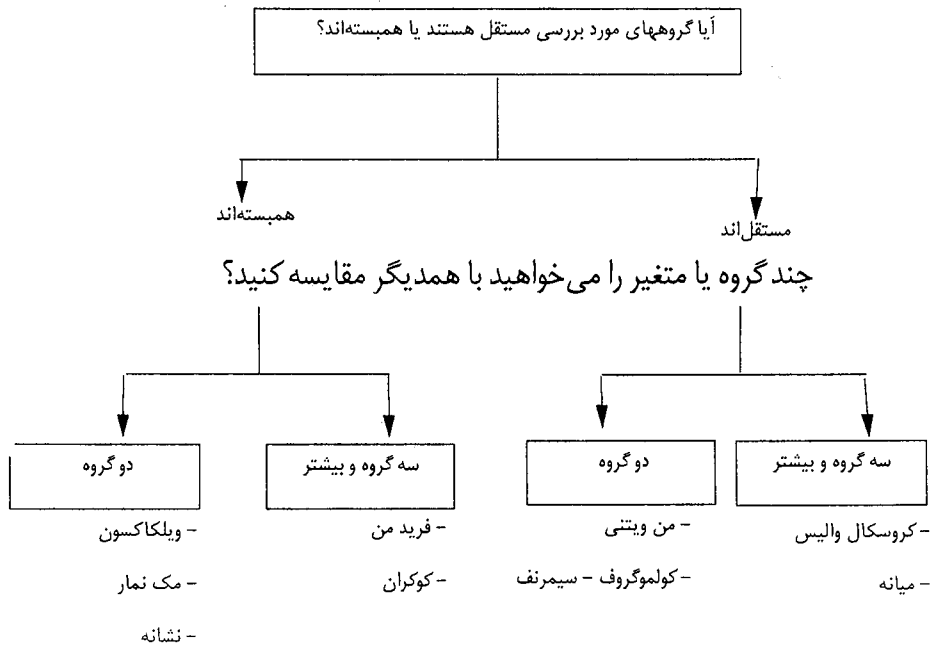 آیا گروههای مورد بررسی مستقل هستند یا همبسته‌اند؟
مستقل‌اند
همبسته‌اند
چند گروه یا متغیر را می‌خواهید با همدیگر مقایسه کنید؟
سه گروه و بیشتر
- کروسکال والیس
- میانه
دو گروه
- من ویتنی
- کولموگروف - سیمرنف
سه گروه و بیشتر
- فرید من
- کوکران
دو گروه
- ویلکاکسون
- مک نمار
- نشانه